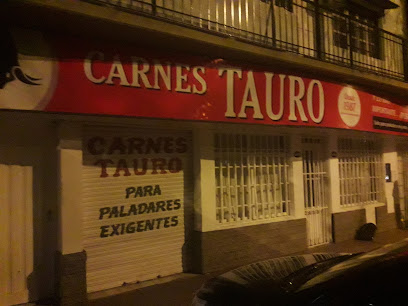 CARNES TAURO
CARNES
TAURO
PARA
PALADARES
EXIGENTES